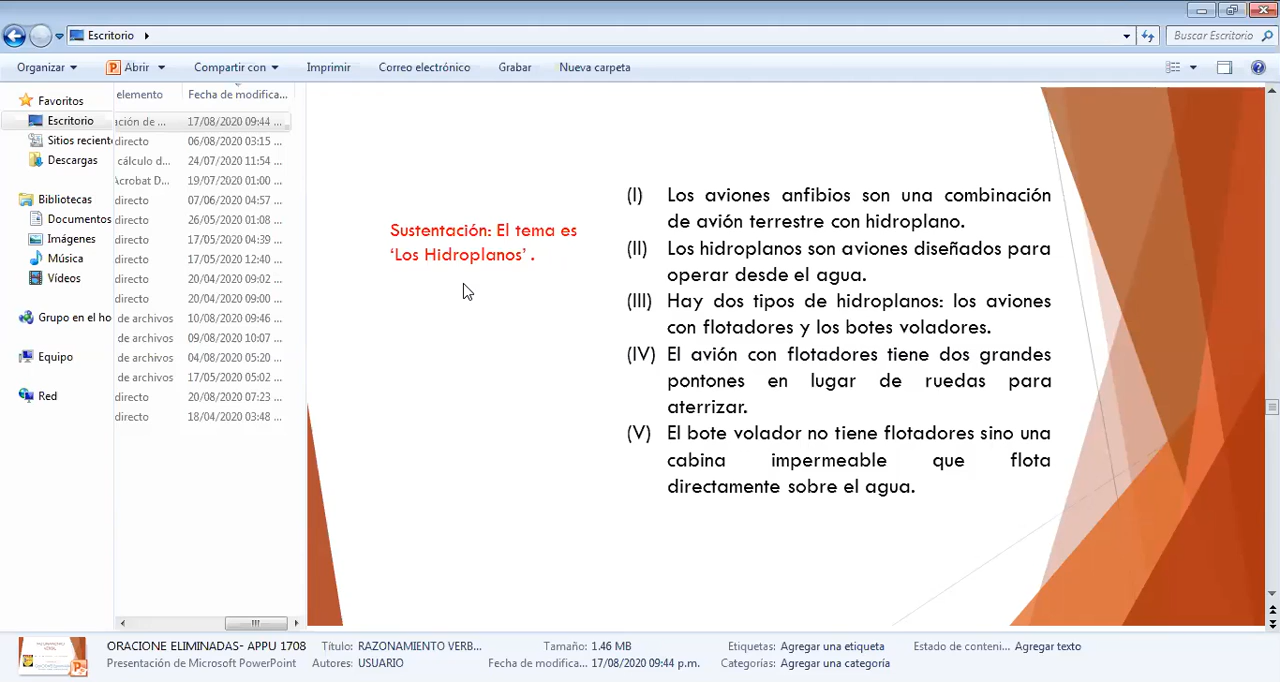 Escritorio
Buscar Escritorio
Organizar
Abrir
Compartir con
Imprimir
Correo electrónico
Grabar
Nueva carpeta
Favoritos
Escritorio
Sitios recient
Descargas
Bibliotecas
Documentos
Imágenes
Música
Vídeos
Grupo en el ho
Equipo
Red
elemento Fecha de modifica...
ación de ... 17/08/2020 09:44 ...
directo 06/08/2020 03:15 ...
cálculo d... 24/07/2020 11:54 ...
Acrobat D... 19/07/2020 01:00 ...
directo 07/06/2020 04:57 ...
directo 26/05/2020 01:08 ...
directo 17/05/2020 04:39 ...
directo 17/05/2020 12:40 ...
directo 20/04/2020 09:02 ...
directo 20/04/2020 09:00 ...
de archivos 10/08/2020 09:46 ...
de archivos 09/08/2020 10:07 ...
de archivos 04/08/2020 05:20 ...
de archivos 17/05/2020 05:02 ...
directo 20/08/2020 07:23 ...
directo 18/04/2020 03:48 ...
Sustentación: El tema es
‘Los Hidroplanos’ .
(I) Los aviones anfibios son una combinación
de avión terrestre con hidroplano.
(II) Los hidroplanos son aviones diseñados para
operar desde el agua.
(III) Hay dos tipos de hidroplanos: los aviones
con flotadores y los botes voladores.
(IV) El avión con flotadores tiene dos grandes
pontones en lugar de ruedas para
aterrizar.
(V) El bote volador no tiene flotadores sino una
cabina impermeable que flota
directamente sobre el agua.
ORACIONE ELIMINADAS- APPU 1708
Presentación de Microsoft PowerPoint
Título: RAZONAMIENTO VERB...
Autores: USUARIO
Tamaño: 1.46 MB
Fecha de modifica... 17/08/2020 09:44 p.m.
Etiquetas: Agregar una etiqueta
Categorías: Agregar una categoría
Estado de conteni... Agregar texto